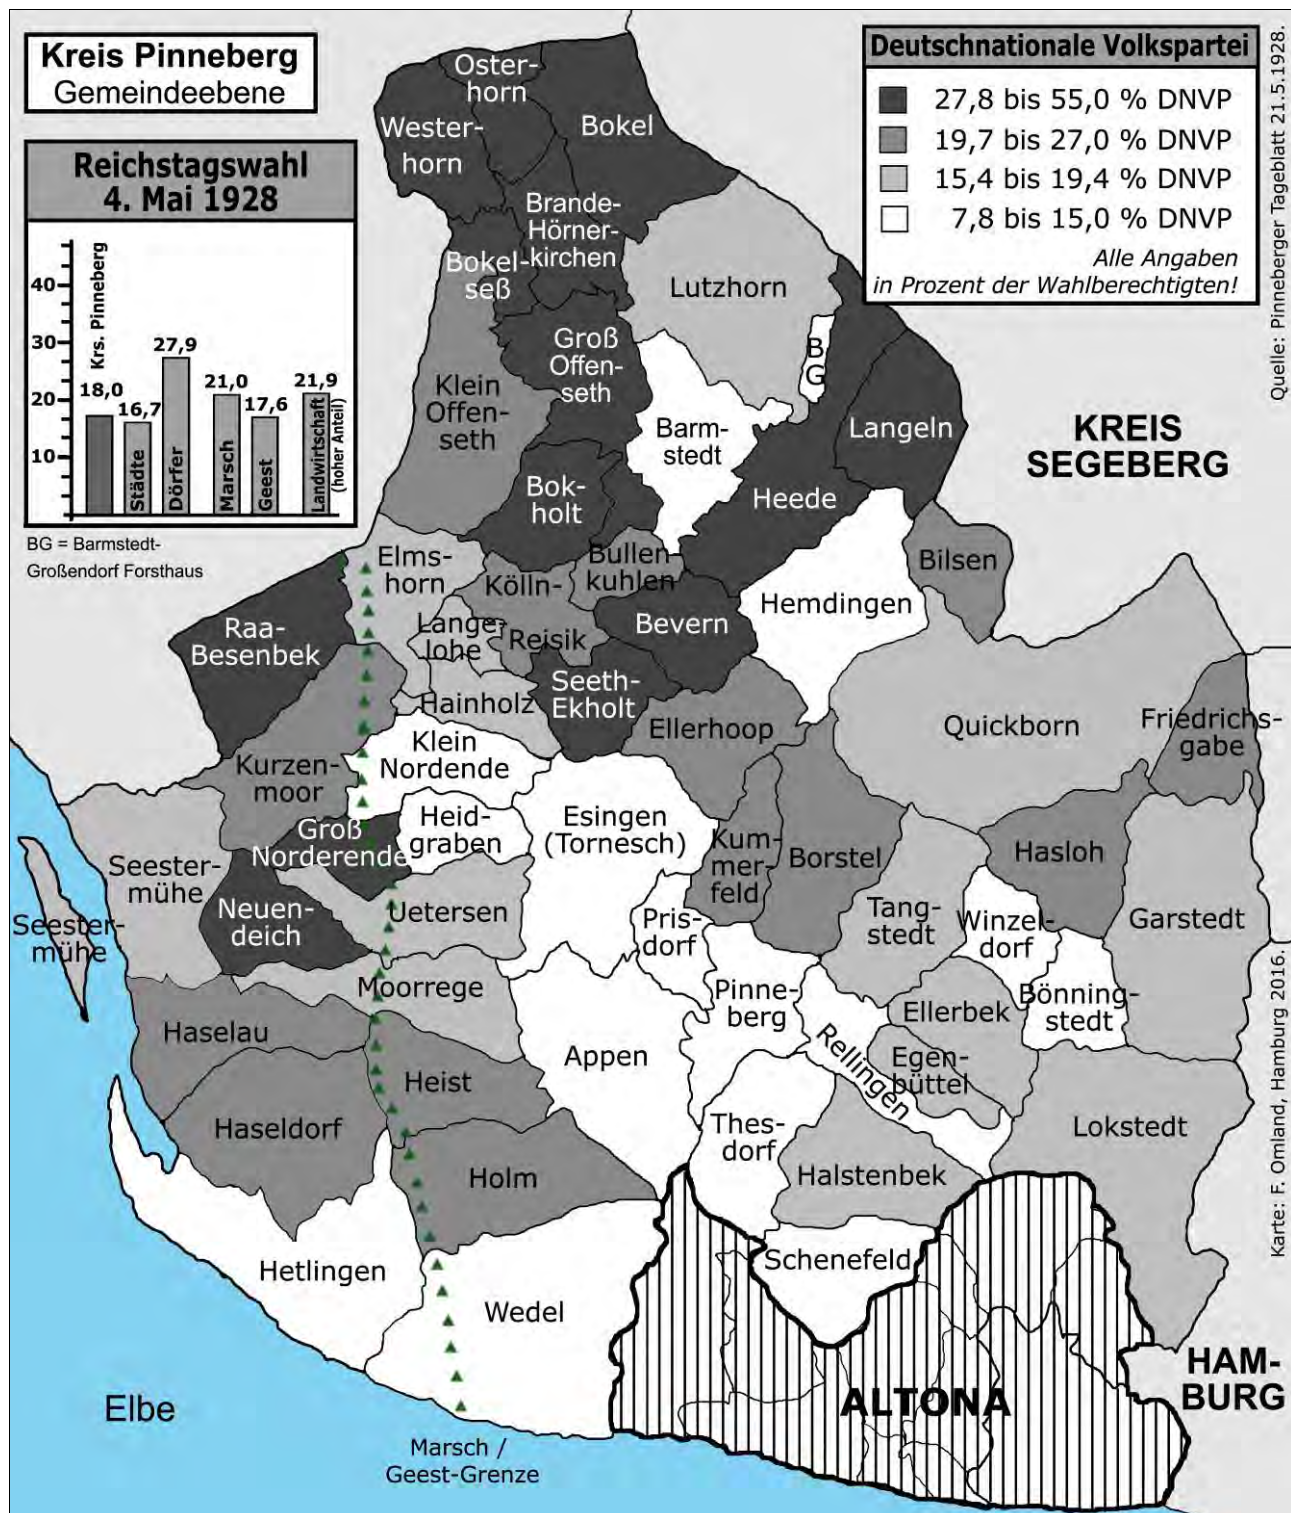 Kreis Pinneberg
Gemeindeebene
Reichstagswahl
4. Mai 1928
40
30
20
10
Krs. Pinneberg
18,0
16,7
27,9
21,0
17,6
21,9
Städte
Dörfer
Marsch
Geest
Landwirtschaft
(hoher Anteil)
BG = Barmstedt-
Großendorf Forsthaus
Deutschnationale Volkspartei
27,8 bis 55,0 % DNVP
19,7 bis 27,0 % DNVP
15,4 bis 19,4 % DNVP
7,8 bis 15,0 % DNVP
Alle Angaben
in Prozent der Wahlberechtigten!
Quelle: Pinneberger Tageblatt 21.5.1928.
Oster-
horn
Wester-
horn
Bokel
Brande-
Hörner-
kirchen
Bokel-
seß
Lutzhorn
Groß
Offen-
seth
B
G
Klein
Offen-
seth
Barm-
stedt
Langeln
KREIS
SEGEBERG
Bok-
holt
Heede
Elms-
horn
Kölln-
Reisik
Bullen
kuhlen
Bilsen
Raa-
Besenbek
Lange-
lohe
Bevern
Hemdingen
Hainholz
Seeth-
Ekholt
Ellerhoop
Quickborn
Friedrichs-
gabe
Kurzen-
moor
Klein
Nordende
Heid-
graben
Esingen
(Tornesch)
Groß
Norderende
Kum-
mer-
feld
Borstel
Hasloh
Seester-
mühe
Seester-
mühe
Neuen-
deich
Uetersen
Pris-
dorf
Tang-
stedt
Winzel-
dorf
Garstedt
Moorrege
Pinne-
berg
Ellerbek
Bönning-
stedt
Haselau
Heist
Appen
Rellingen
Egen-
büttel
Haseldorf
Holm
Thes-
dorf
Halstenbek
Lokstedt
Hetlingen
Wedel
Schenefeld
Elbe
ALTONA
HAM-
BURG
Marsch /
Geest-Grenze
Karte: F. Omland, Hamburg 2016.